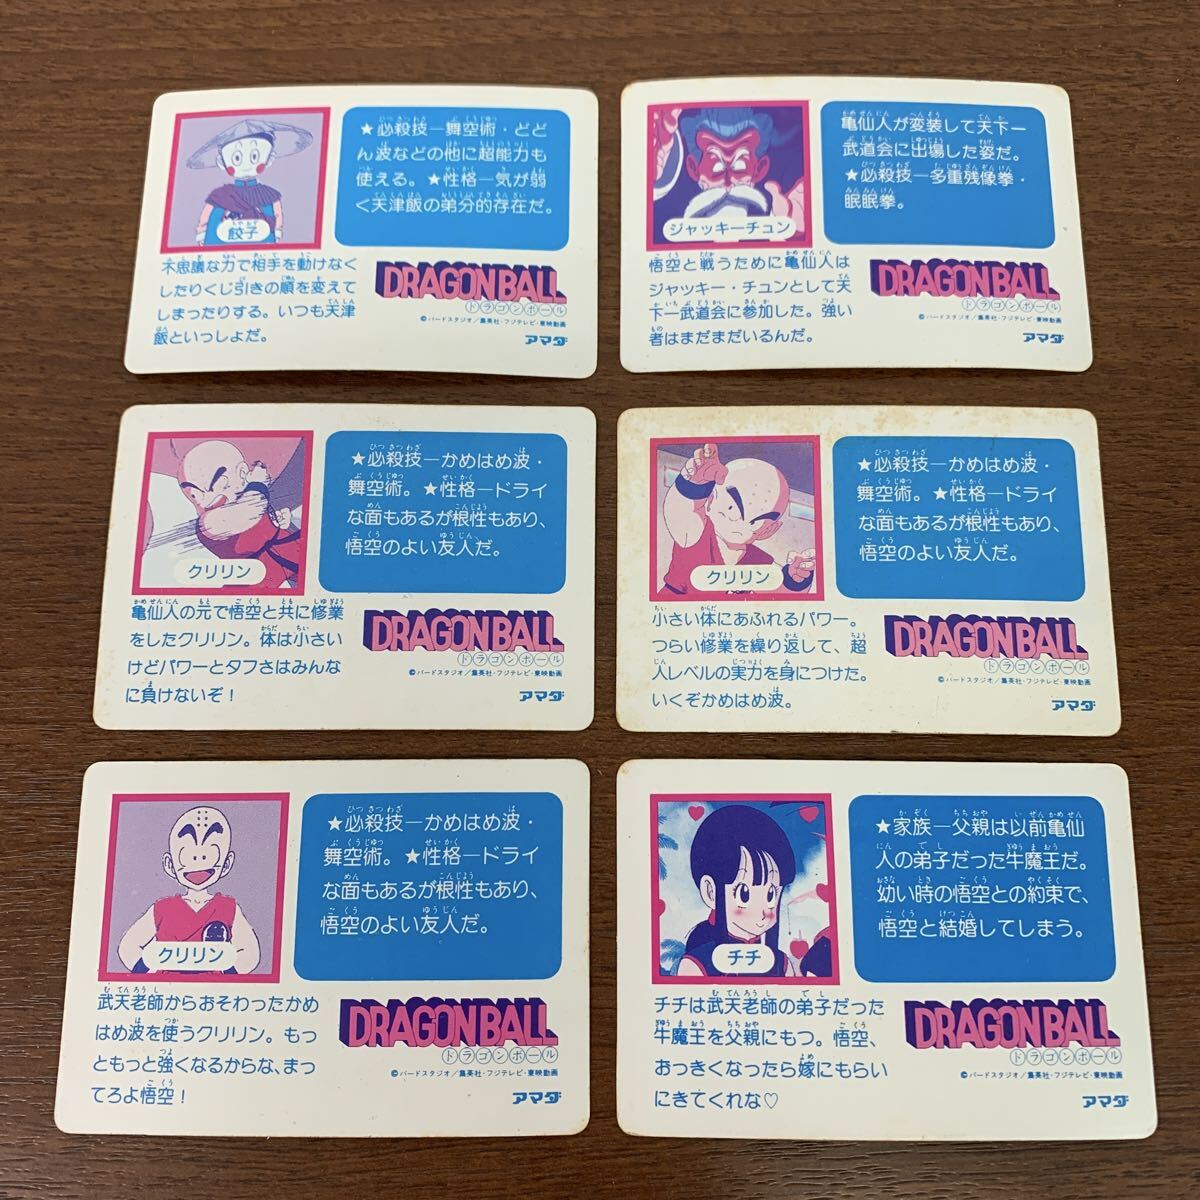 餃子
★必殺技—舞空術・どど
ん波などの他に超能力も
使える。★性格—気が弱
く天津飯の弟分的存在だ。
不思議な力で相手を動けなく
したりくじ引きの順を変えて
しまったりする。いつも天津
飯といっしょだ。
DRAGONBALL
ドラゴンボール
©バードスタジオ/集英社・フジテレビ・東映動画
アマダ
ジャッキーチュン
亀仙人が変装して天下一
武道会に出場した姿だ。
★必殺技—多重残像拳・
眠眠拳。
悟空と戦うために亀仙人は
ジャッキー・チュンとして天
下一武道会に参加した。強い
者はまだまだいるんだ。
DRAGONBALL
ドラゴンボール
©バードスタジオ/集英社・フジテレビ・東映動画
アマダ
クリリン
★必殺技—かめはめ波・
舞空術。★性格—ドライ
な面もあるが根性もあり、
悟空のよい友人だ。
亀仙人の元で悟空と共に修業
をしたクリリン。体は小さい
けどパワーとタフさはみんな
に負けないぞ！
DRAGONBALL
ドラゴンボール
©バードスタジオ/集英社・フジテレビ・東映動画
アマダ
クリリン
★必殺技—かめはめ波・
舞空術。★性格—ドライ
な面もあるが根性もあり、
悟空のよい友人だ。
小さい体にあふれるパワー。
つらい修業を繰り返して、超
人レベルの実力を身につけた。
いくぞかめはめ波。
DRAGONBALL
ドラゴンボール
©バードスタジオ/集英社・フジテレビ・東映動画
アマダ
クリリン
★必殺技—かめはめ波・
舞空術。★性格—ドライ
な面もあるが根性もあり、
悟空のよい友人だ。
武天老師からおそわったかめ
はめ波を使うクリリン。もっ
ともっと強くなるからな、まっ
てろよ悟空！
DRAGONBALL
ドラゴンボール
©バードスタジオ/集英社・フジテレビ・東映動画
アマダ
チチ
★家族—父親は以前亀仙
人の弟子だった牛魔王だ。
幼い時の悟空との約束で、
悟空と結婚してしまう。
チチは武天老師の弟子だった
牛魔王を父親にもつ。悟空、
おっきくなったら嫁にもらい
にきてくれな♡
DRAGONBALL
ドラゴンボール
©バードスタジオ/集英社・フジテレビ・東映動画
アマダ